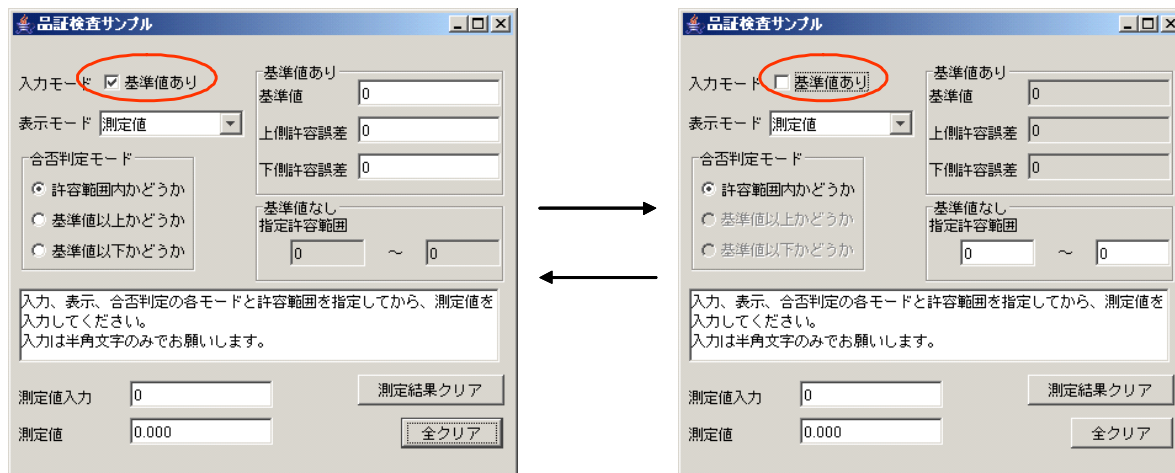 品証検査サンプル
入力モード 基準値あり
表示モード 測定値
合否判定モード
許容範囲内かどうか
基準値以上かどうか
基準値以下かどうか
基準値あり
基準値 0
上側許容誤差 0
下側許容誤差 0
基準値なし
指定許容範囲
0 ～ 0
入力、表示、合否判定の各モードと許容範囲を指定してから、測定値を
入力してください。
入力は半角文字のみでお願いします。
測定値入力 0
測定結果クリア
測定値 0.000
全クリア
品証検査サンプル
入力モード 基準値あり
表示モード 測定値
合否判定モード
許容範囲内かどうか
基準値以上かどうか
基準値以下かどうか
基準値あり
基準値 0
上側許容誤差 0
下側許容誤差 0
基準値なし
指定許容範囲
0 ～ 0
入力、表示、合否判定の各モードと許容範囲を指定してから、測定値を
入力してください。
入力は半角文字のみでお願いします。
測定値入力 0
測定結果クリア
測定値 0.000
全クリア